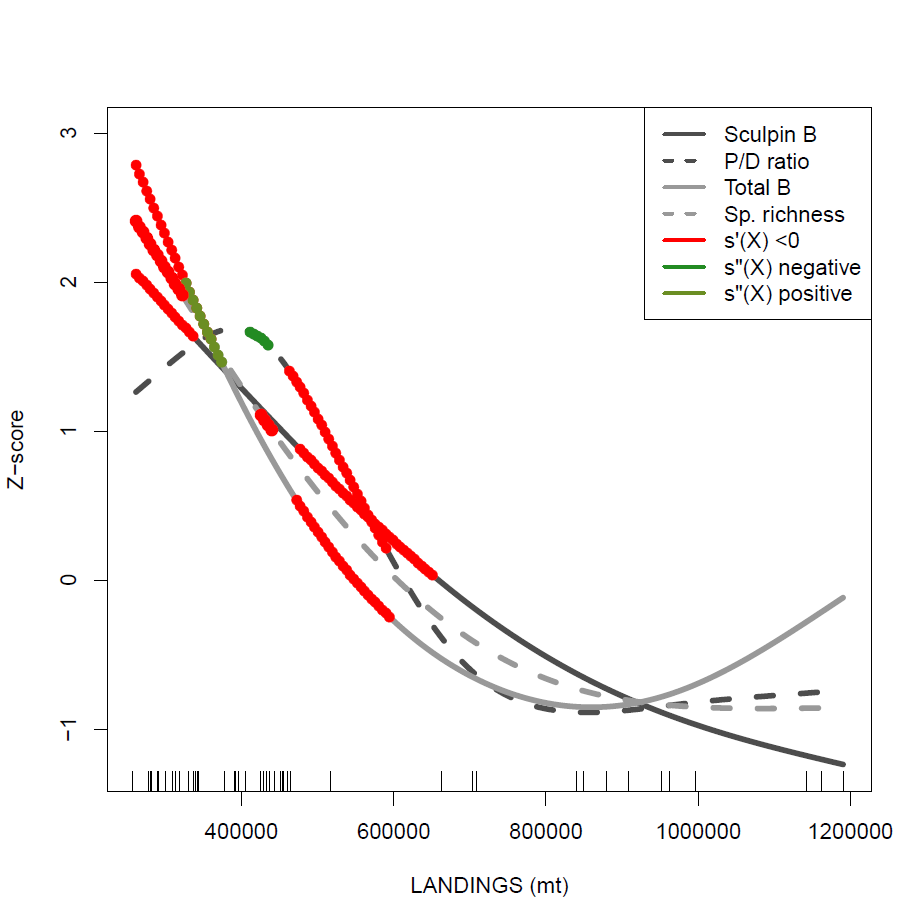 3
2
1
0
−1
Z−score
Sculpin B
P/D ratio
Total B
Sp. richness
s'(X) <0
s"(X) negative
s"(X) positive
400000 600000 800000 1000000 1200000
LANDINGS (mt)